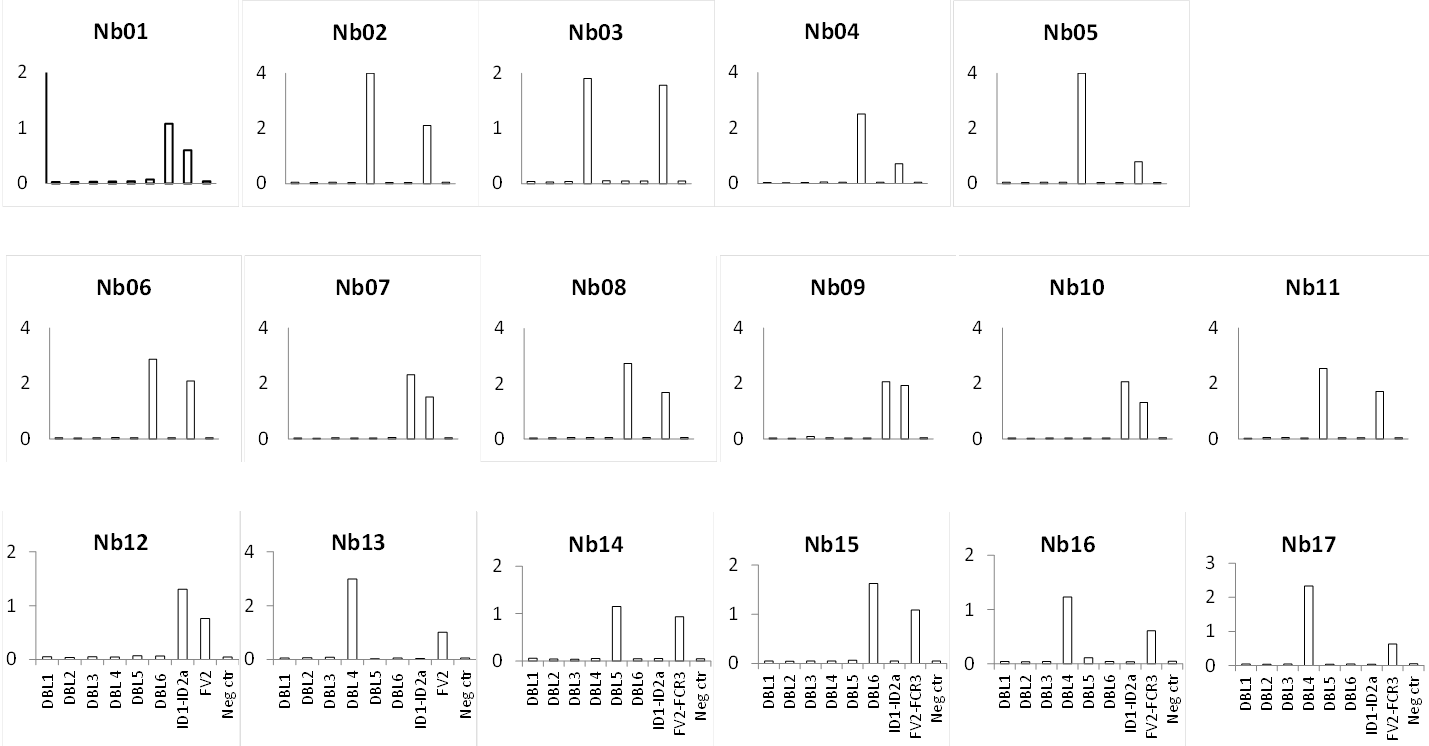 Nb01 Nb02 Nb03 Nb04 Nb05
2 4 2 4 4
1 2 1 2 2
0 0 0 0 0
Nb06 Nb07 Nb08 Nb09 Nb10 Nb11
4 4 4 4 4 4
2 2 2 2 2 2
0 0 0 0 0 0
Nb12 Nb13 Nb14 Nb15 Nb16 Nb17
2 4 2 2 2 3
2
1 2 1 1 1 1
0 0 0 0 0 0
DBL1 DBL2 DBL3 DBL 4 DBL5 DBL6 ID1-ID2a FV2 Neg ctr
DBL1 DBL2 DBL3 DBL 4 DBL5 DBL6 ID1-ID2a FV2 Neg ctr
DBL1 DBL2 DBL3 DBL4 DBL5 DBL6 ID1-ID2a FV2-FCR3 Neg ctr
DBL1 DBL2 DBL3 DBL4 DBL5 DBL6 ID1-ID2a FV2-FCR3 Neg ctr
DBL1 DBL2 DBL3 DBL4 DBL5 DBL6 ID1-ID2a FV2-FCR3 Neg ctr
DBL1 DBL2 DBL3 DBL4 DBL5 DBL6 ID1-ID2a FV2-FCR3 Neg ctr